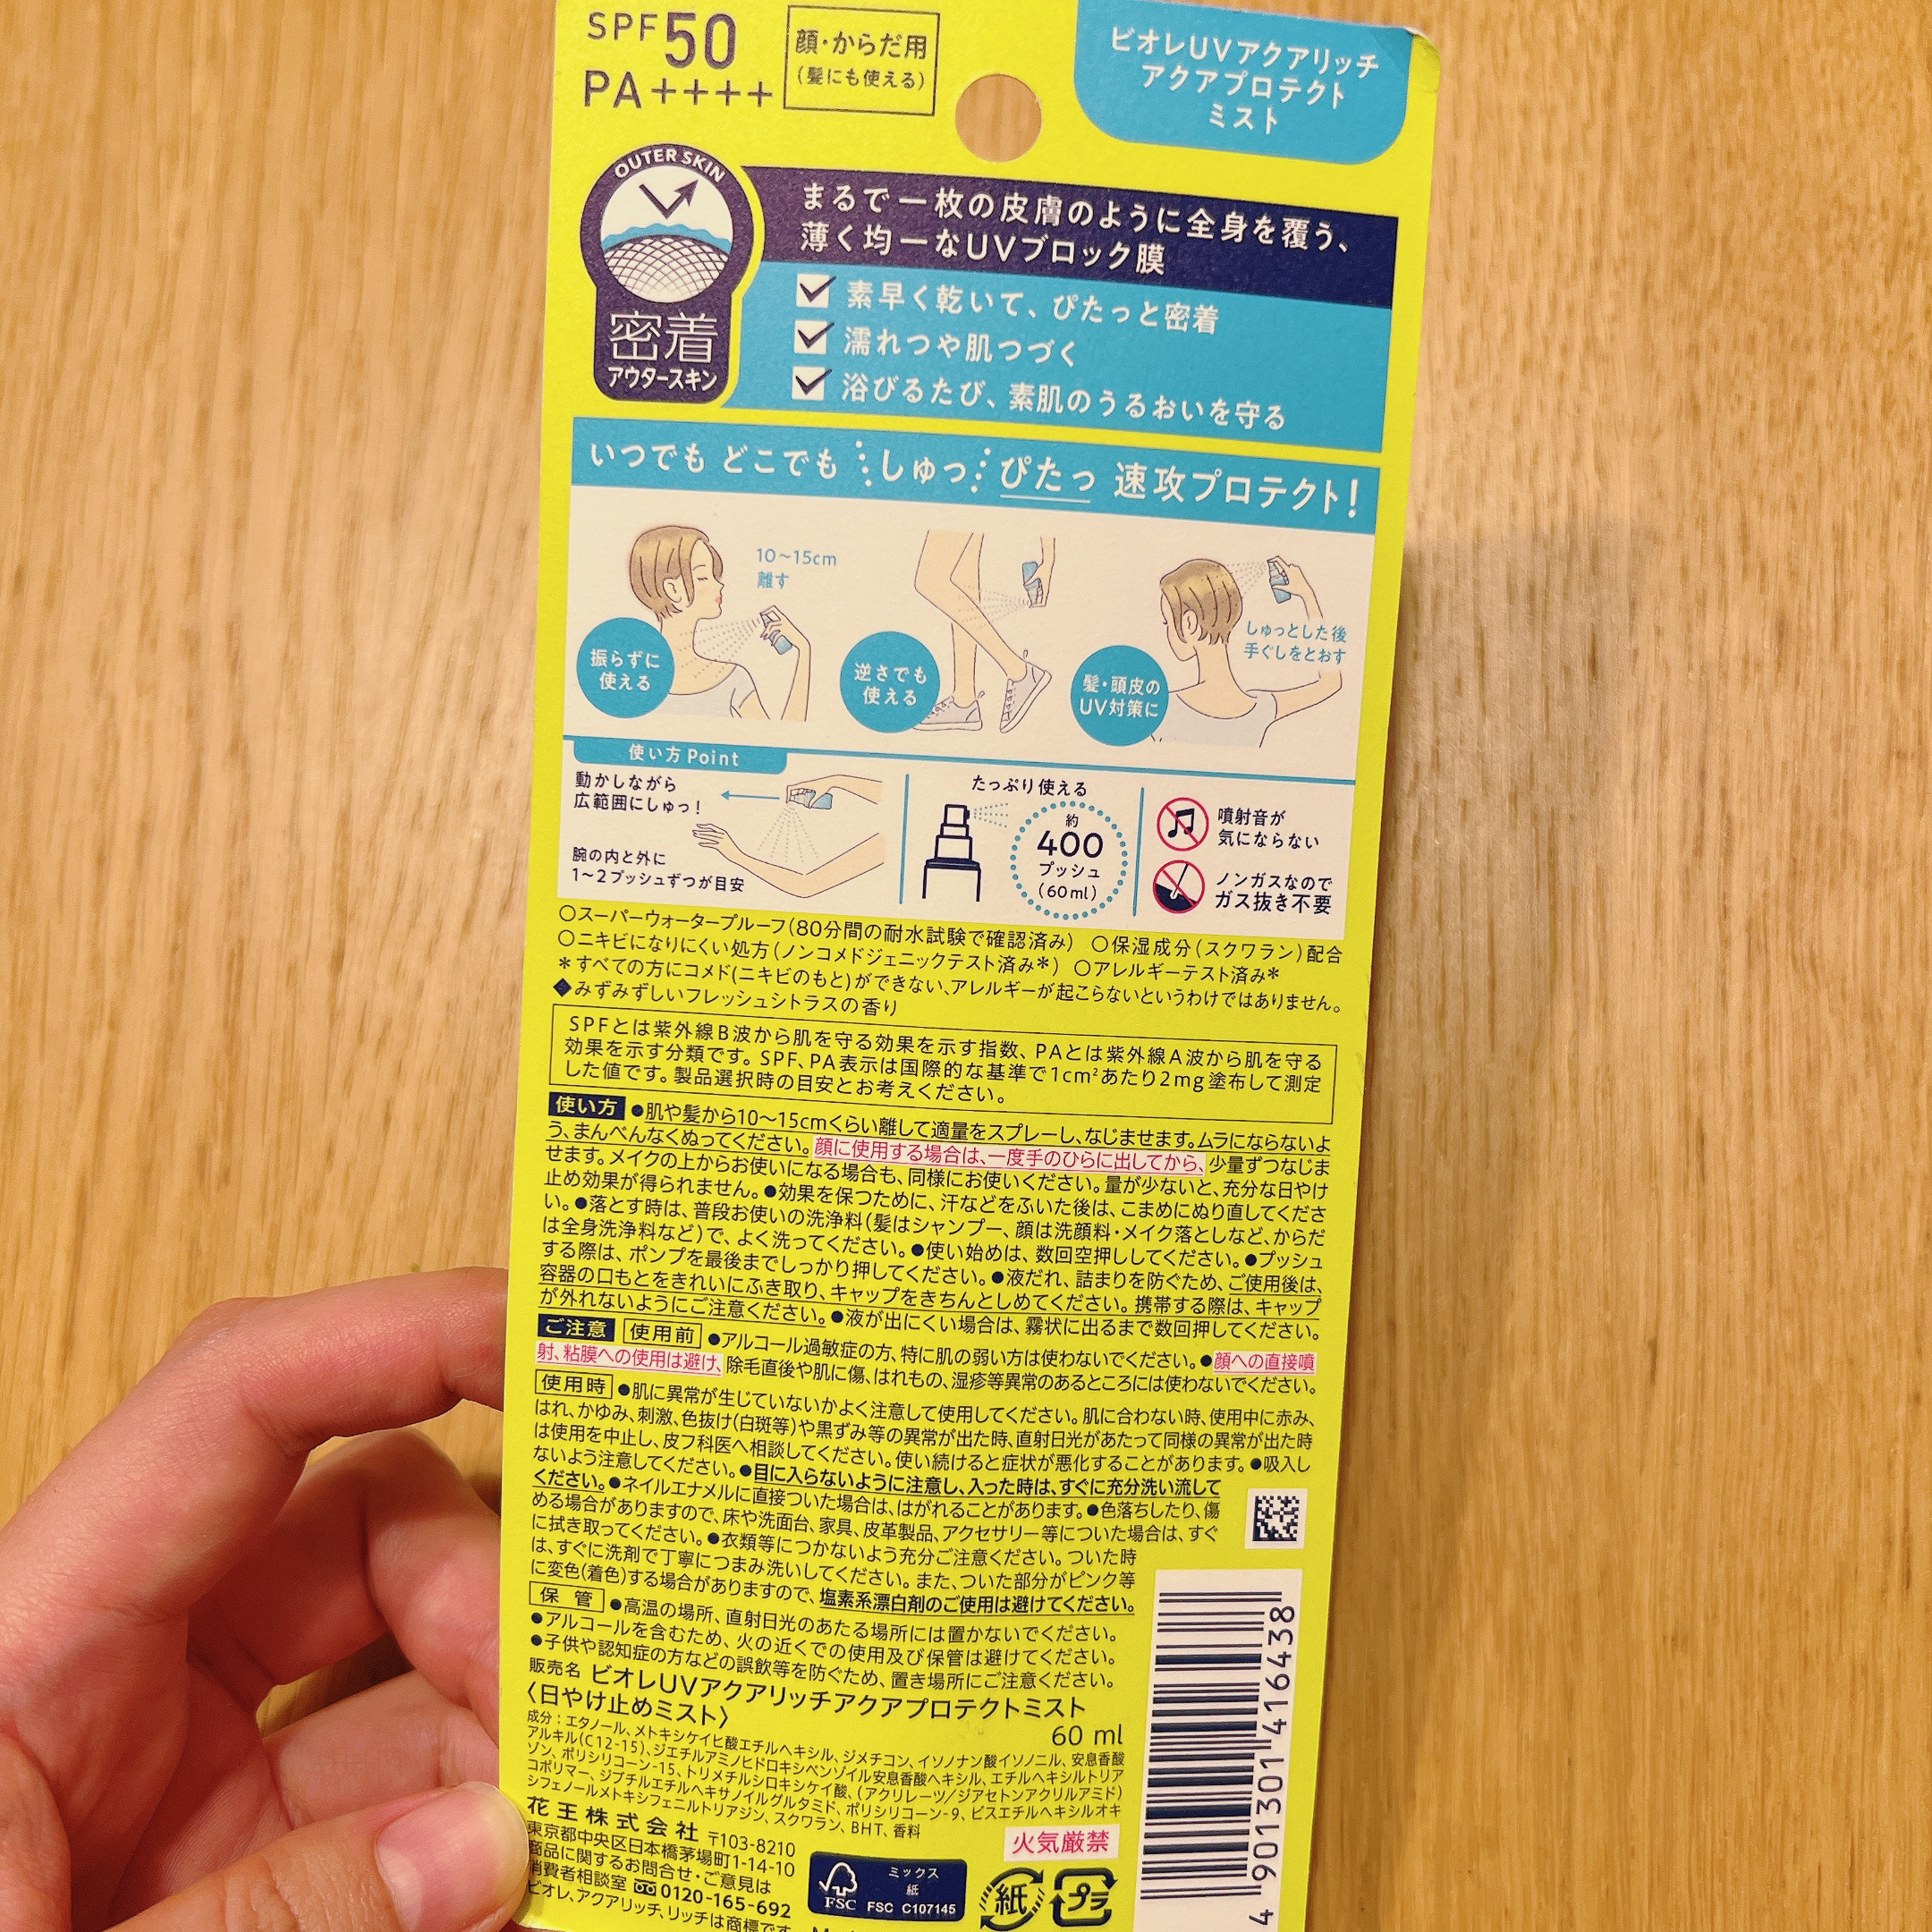 SPF50
PA++++
顔・からだ用
(髪にも使える)
ビオレUVアクアリッチ
アクアプロテクト
ミスト
OUTER SKIN
密着
アウタースキン
まるで一枚の皮膚のように全身を覆う、
薄く均一なUVブロック膜
素早く乾いて、ぴたっと密着
濡れつや肌つづく
浴びるたび、素肌のうるおいを守る
いつでも どこでも しゅっ ぴたっ 速攻プロテクト!
10〜15cm
離す
振らずに
使える
逆さでも
使える
しゅっとした後
手ぐしをとおす
髪・頭皮の
UV対策に
使い方Point
動かしながら
広範囲にしゅっ!
腕の内と外に
1〜2プッシュずつが目安
たっぷり使える
約
400
プッシュ
(60ml)
噴射音が
気にならない
ノンガスなので
ガス抜き不要
○スーパーウォータープルーフ(80分間の耐水試験で確認済み) ○保湿成分(スクワラン)配合
○ニキビになりにくい処方(ノンコメドジェニックテスト済み*) ○アレルギーテスト済み*
*すべての方にコメド(ニキビのもと)ができない、アレルギーが起こらないというわけではありません。
◆みずみずしいフレッシュシトラスの香り
SPFとは紫外線B波から肌を守る効果を示す指数、PAとは紫外線A波から肌を守る
効果を示す分類です。SPF、PA表示は国際的な基準で1cm²あたり2mg塗布して測定
した値です。製品選択時の目安とお考えください。
使い方 ●肌や髪から10〜15cmくらい離して適量をスプレーし、なじませます。ムラにならないよ
う、まんべんなくぬってください。顔に使用する場合は、一度手のひらに出してから、少量ずつなじま
せます。メイクの上からお使いになる場合も、同様にお使いください。量が少ないと、充分な日やけ
止め効果が得られません。●効果を保つために、汗などをふいた後は、こまめにぬり直してくださ
い。●落とす時は、普段お使いの洗浄料(髪はシャンプー、顔は洗顔料・メイク落としなど、からだ
は全身洗浄料など)で、よく洗ってください。●使い始めは、数回空押ししてください。●プッシュ
する際は、ポンプを最後までしっかり押してください。●液だれ、詰まりを防ぐため、ご使用後は、
容器の口もとをきれいにふき取り、キャップをきちんとしめてください。携帯する際は、キャップ
が外れないようにご注意ください。●液が出にくい場合は、霧状に出るまで数回押してください。
ご注意 使用前 ●アルコール過敏症の方、特に肌の弱い方は使わないでください。●顔への直接噴
射、粘膜への使用は避け、除毛直後や肌に傷、はれもの、湿疹等異常のあるところには使わないでください。
使用時 ●肌に異常が生じていないかよく注意して使用してください。肌に合わない時、使用中に赤み、
はれ、かゆみ、刺激、色抜け(白斑等)や黒ずみ等の異常が出た時、直射日光があたって同様の異常が出た時
は使用を中止し、皮フ科医へ相談してください。使い続けると症状が悪化することがあります。●吸入し
ないよう注意してください。●目に入らないように注意し、入った時は、すぐに充分洗い流して
ください。●ネイルエナメルに直接ついた場合は、はがれることがあります。●色落ちしたり、傷
める場合がありますので、床や洗面台、家具、皮革製品、アクセサリー等についた場合は、すぐ
に拭き取ってください。●衣類等につかないよう充分ご注意ください。ついた時
は、すぐに洗剤で丁寧につまみ洗いしてください。また、ついた部分がピンク等
に変色(着色)する場合がありますので、塩素系漂白剤のご使用は避けてください。
保管 ●高温の場所、直射日光のあたる場所には置かないでください。
●アルコールを含むため、火の近くでの使用及び保管は避けてください。
●子供や認知症の方などの誤飲等を防ぐため、置き場所にご注意ください。
販売名 ビオレUVアクアリッチアクアプロテクトミスト
〈日やけ止めミスト〉
60 ml
成分:エタノール、メトキシケイヒ酸エチルヘキシル、ジメチコン、イソノナン酸イソノニル、安息香酸
アルキル(C12-15)、ジエチルアミノヒドロキシベンゾイル安息香酸ヘキシル、エチルヘキシルトリア
ゾン、ポリシリコーン-15、トリメチルシロキシケイ酸、(アクリレーツ/ジアセトンアクリルアミド)
コポリマー、ジブチルエチルヘキサノイルグルタミド、ポリシリコーン-9、ビスエチルヘキシルオキ
シフェノールメトキシフェニルトリアジン、スクワラン、BHT、香料
花王株式会社 〒103-8210
東京都中央区日本橋茅場町1-14-10
商品に関するお問合せ・ご意見は
消費者相談室 0120-165-692
ビオレ、アクアリッチ、リッチは商標です
火気厳禁
FSC
ミックス
紙
FSC C107145
紙
プラ
4 901301 416438